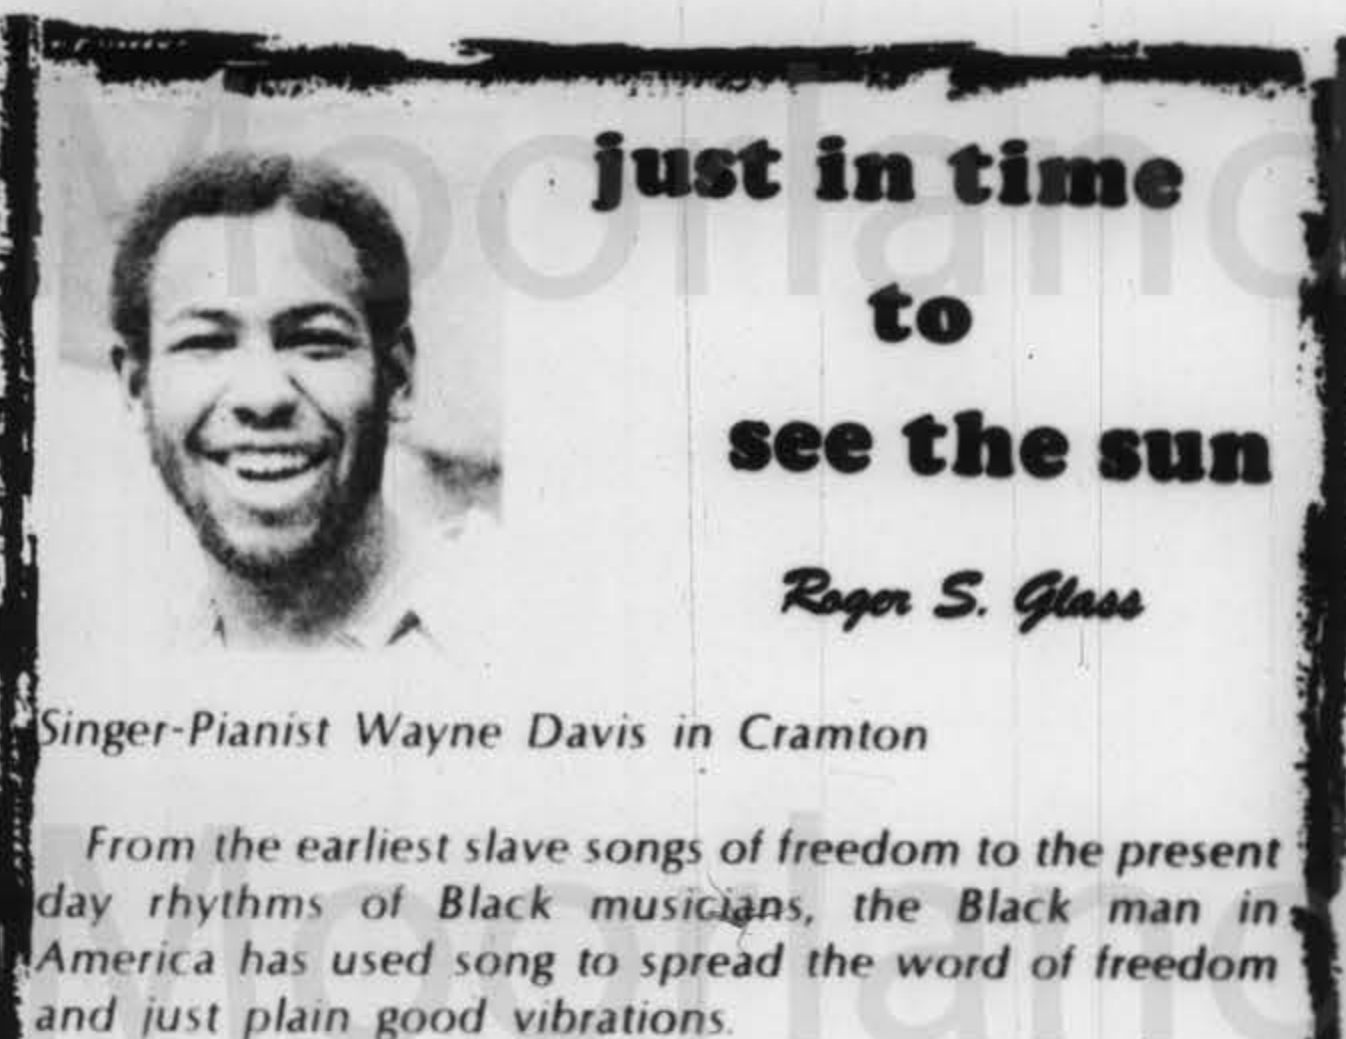 just in time
to
see the sun
Roger S. Glass
Singer-Pianist Wayne Davis in Cramton
From the earliest slave songs of freedom to the present
day rhythms of Black musicians, the Black man in
America has used song to spread the word of freedom
and just plain good vibrations.
Moorland
Moorland